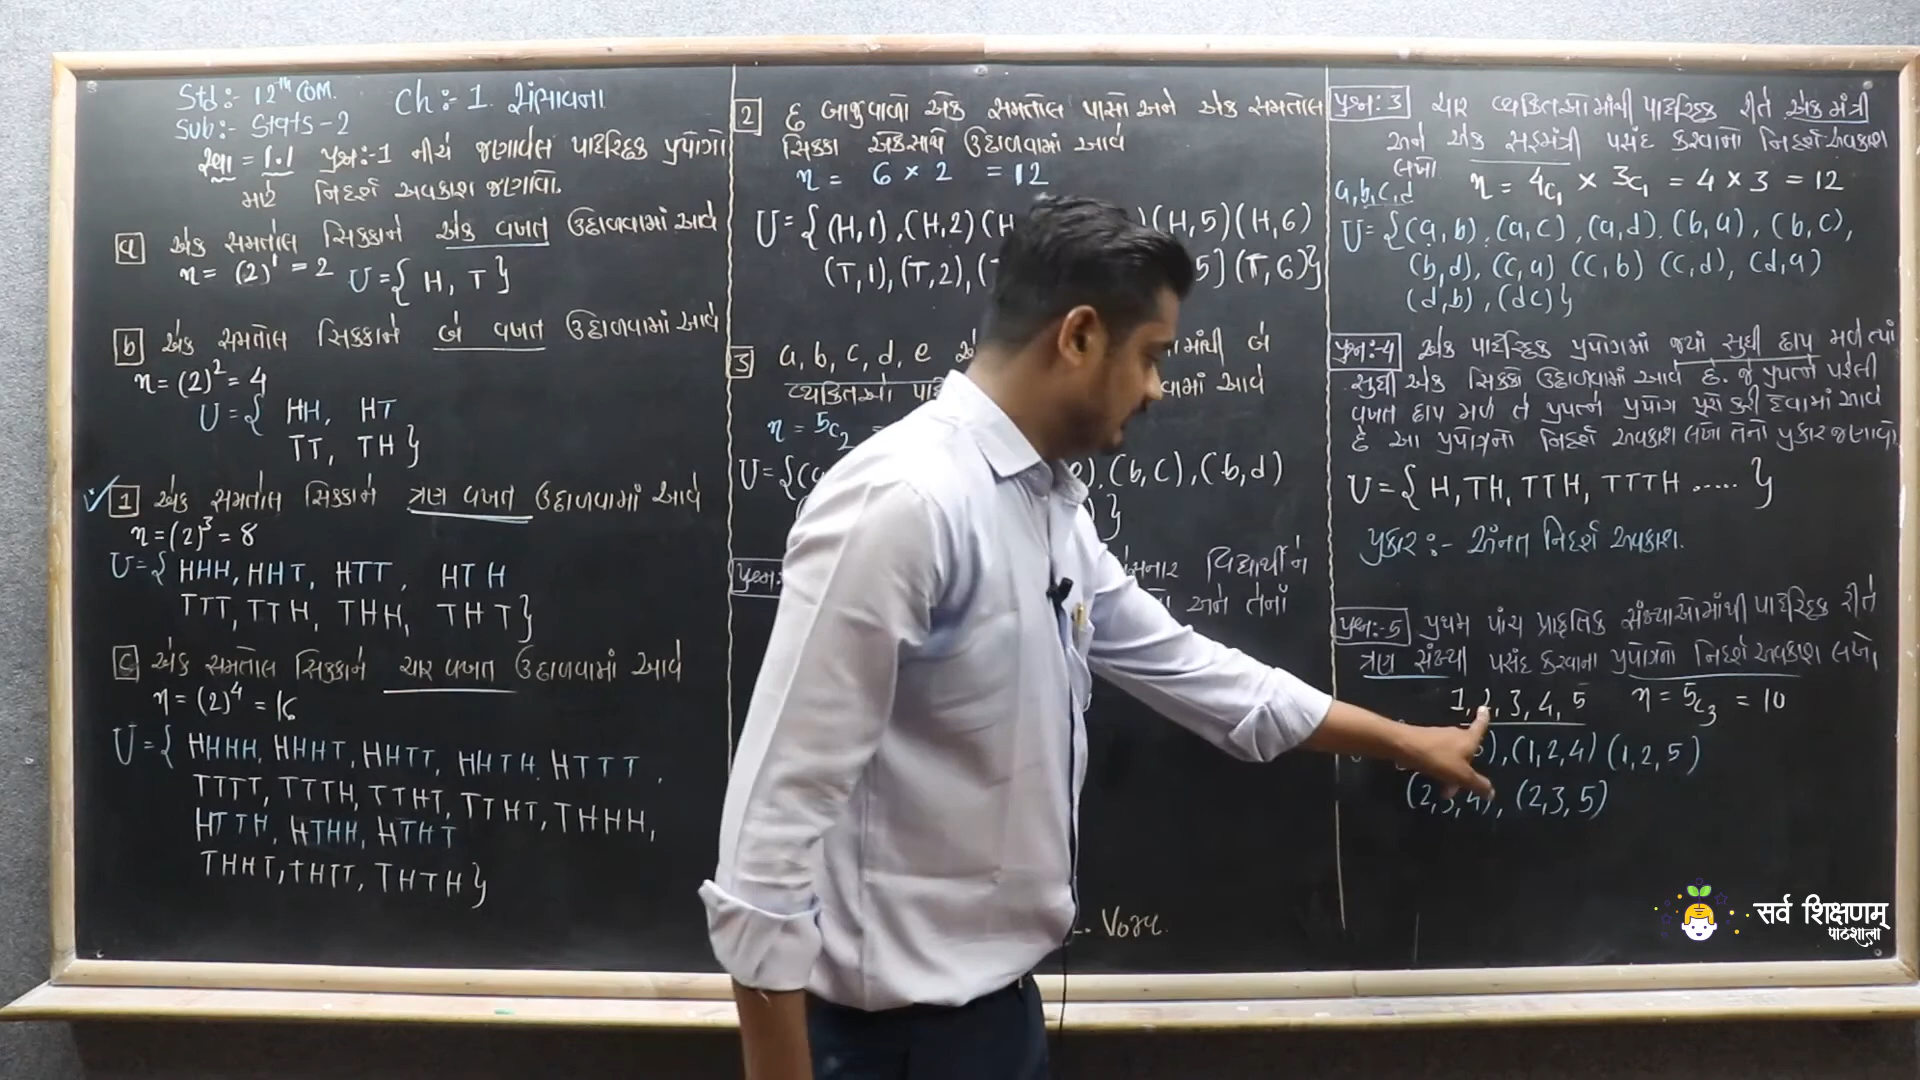 Std:- 12th Com.
Ch:- 1. સંભાવના
Sub:- Stats-2
સ્વા = 1.1 પ્રશ્ન:-1 નીચે જણાવેલ યાદૃચ્છિક પ્રયોગો
માટે નિદર્શ અવકાશ જણાવો.
a એક સમતોલ સિક્કાને એક વખત ઉછાળવામાં આવે
n = (2)¹ = 2 U = { H, T }
b એક સમતોલ સિક્કાને બે વખત ઉછાળવામાં આવે
n = (2)² = 4
U = { HH, HT
TT, TH }
1 એક સમતોલ સિક્કાને ત્રણ વખત ઉછાળવામાં આવે
n = (2)³ = 8
U = { HHH, HHT, HTT, HTH
TTT, TTH, THH, THT }
C એક સમતોલ સિક્કાને ચાર વખત ઉછાળવામાં આવે
n = (2)⁴ = 16
U = { HHHH, HHHT, HHTT, HHTH. HTTT,
TTTT, TTTH, TTHT, TTHT, THHH,
HTTH, HTHH, HTHT
THHT, THTT, THTH }
2 6 બાજુવાળો એક સમતોલ પાસો અને એક સમતોલ
સિક્કા એકસાથે ઉછાળવામાં આવે
n = 6 × 2 = 12
U = { (H,1), (H,2) (H, (H,5) (H,6)
(T,1), (T,2), 5] (T,6)}
3 a, b, c, d, e માંથી બે
વ્યક્તિઓ વામાં આવે
n = 5c₂
U = {(a (b,c), (b,d)
) }
પ્રશ્ન: વિદ્યાર્થીને
અને તેનાં
પ્રશ્ન:3 ચાર વ્યકિતઓમાંથી યાદૃચ્છિક રીતે એક મંત્રી
અને એક સહમંત્રી પસંદ કરવાના નિદર્શ અવકાશ
લખો
a,b,c,d n = 4c₁ × 3c₁ = 4 × 3 = 12
U = {(a,b), (a,c), (a,d). (b,a), (b,c),
(b,d), (c,a) (c,b) (c,d), (d,a)
(d,b), (dc) }
પ્રશ્ન:-4 એક યાદૃચ્છિક પ્રયોગમાં જ્યાં સુધી છાપ મળે ત્યાં
સુધી એક સિક્કો ઉછાળવામાં આવે છે. જે પ્રયત્ને પહેલી
વખત છાપ મળે તે પ્રયત્ને પ્રયોગ પૂરો કરી દેવામાં આવે
છે આ પ્રયોગનો નિદર્શ અવકાશ લખો તેનો પ્રકાર જણાવો.
U = { H, TH, TTH, TTTH ..... }
પ્રકાર :- અનંત નિદર્શ અવકાશ.
પ્રશ્ન:-5 પ્રથમ પાંચ પ્રાકૃતિક સંખ્યાઓમાંથી યાદૃચ્છિક રીતે
ત્રણ સંખ્યા પસંદ કરવાના પ્રયોગનો નિદર્શ અવકાશ લખો.
1, 2, 3, 4, 5 n = 5c₃ = 10
), (1,2,4) (1,2,5)
(2,3,4), (2,3,5)
सर्व शिक्षणम्
पाठशाला